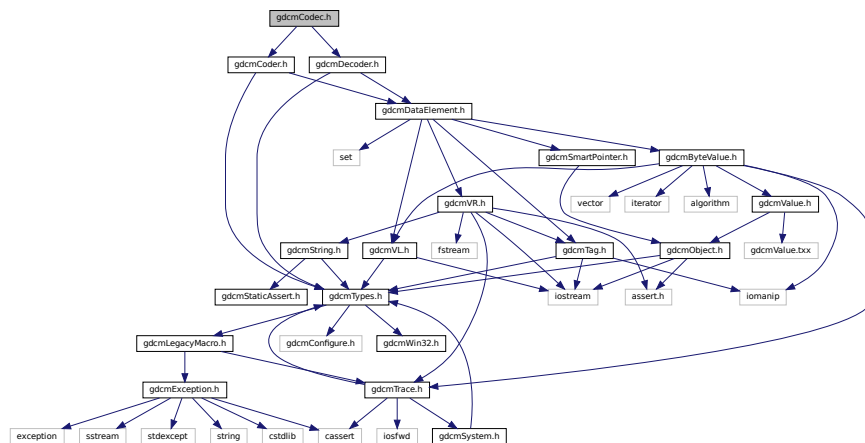 gdcmCodec.h
gdcmCoder.h
gdcmDecoder.h
gdcmDataElement.h
set
gdcmSmartPointer.h
gdcmByteValue.h
gdcmVR.h
vector
iterator
algorithm
gdcmValue.h
gdcmString.h
gdcmVL.h
fstream
gdcmTag.h
gdcmObject.h
gdcmValue.txx
gdcmStaticAssert.h
gdcmTypes.h
iostream
assert.h
iomanip
gdcmLegacyMacro.h
gdcmConfigure.h
gdcmWin32.h
gdcmException.h
gdcmTrace.h
exception
sstream
stdexcept
string
cstdlib
cassert
iosfwd
gdcmSystem.h